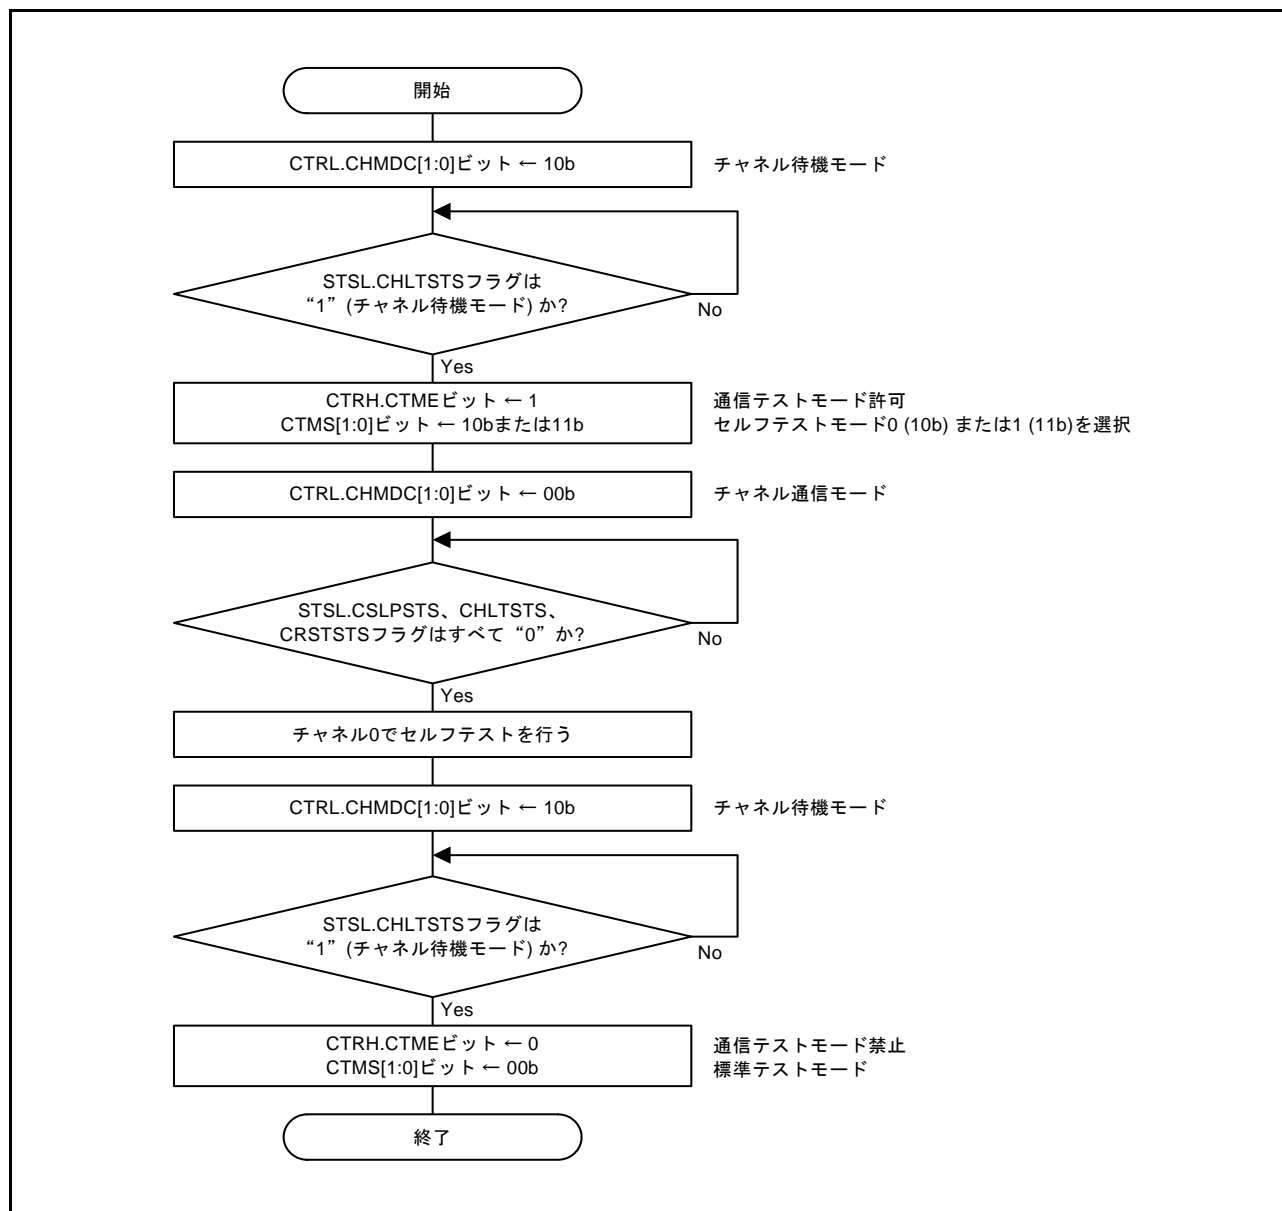 開始
CTRL.CHMDC[1:0]ビット ← 10b
チャネル待機モード
STSL.CHLTSTSフラグは
“1” (チャネル待機モード) か?
No
Yes
CTRH.CTMEビット ← 1
CTMS[1:0]ビット ← 10bまたは11b
通信テストモード許可
セルフテストモード0 (10b) または1 (11b)を選択
CTRL.CHMDC[1:0]ビット ← 00b
チャネル通信モード
STSL.CSLPSTS、CHLTSTS、
CRSTSTSフラグはすべて “0” か?
No
Yes
チャネル0でセルフテストを行う
CTRL.CHMDC[1:0]ビット ← 10b
チャネル待機モード
STSL.CHLTSTSフラグは
“1” (チャネル待機モード) か?
No
Yes
CTRH.CTMEビット ← 0
CTMS[1:0]ビット ← 00b
通信テストモード禁止
標準テストモード
終了